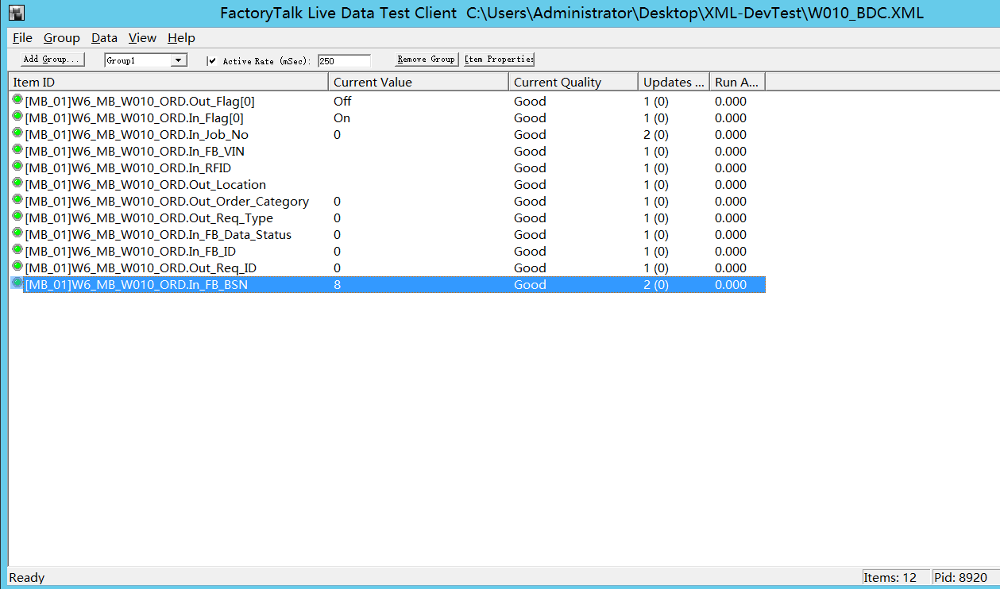 FactoryTalk Live Data Test Client C:\Users\Administrator\Desktop\XML-DevTest\W010_BDC.XML
File Group Data View Help
Add Group... Group1 Active Rate (mSec): 250 Remove Group Item Properties
Item ID Current Value Current Quality Updates ... Run A...
[MB_01]W6_MB_W010_ORD.Out_Flag[0] Off Good 1 (0) 0.000
[MB_01]W6_MB_W010_ORD.In_Flag[0] On Good 1 (0) 0.000
[MB_01]W6_MB_W010_ORD.In_Job_No 0 Good 2 (0) 0.000
[MB_01]W6_MB_W010_ORD.In_FB_VIN Good 1 (0) 0.000
[MB_01]W6_MB_W010_ORD.In_RFID Good 1 (0) 0.000
[MB_01]W6_MB_W010_ORD.Out_Location Good 1 (0) 0.000
[MB_01]W6_MB_W010_ORD.Out_Order_Category 0 Good 1 (0) 0.000
[MB_01]W6_MB_W010_ORD.Out_Req_Type 0 Good 1 (0) 0.000
[MB_01]W6_MB_W010_ORD.In_FB_Data_Status 0 Good 1 (0) 0.000
[MB_01]W6_MB_W010_ORD.In_FB_ID 0 Good 1 (0) 0.000
[MB_01]W6_MB_W010_ORD.Out_Req_ID 0 Good 1 (0) 0.000
[MB_01]W6_MB_W010_ORD.In_FB_BSN 8 Good 2 (0) 0.000
Ready Items: 12 Pid: 8920